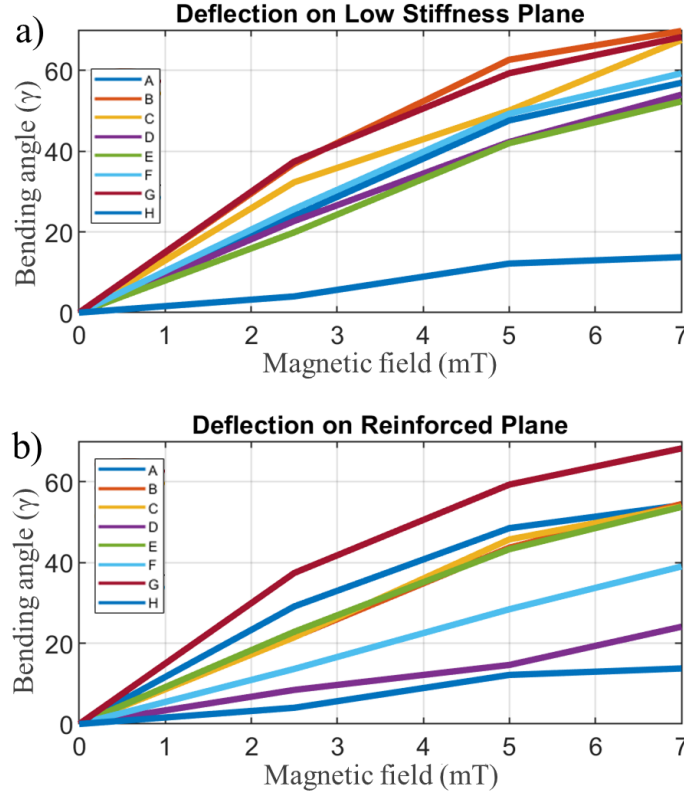 a)
Deflection on Low Stiffness Plane
Bending angle (γ)
60
40
20
0
A
B
C
D
E
F
G
H
0 1 2 3 4 5 6 7
Magnetic field (mT)
b)
Deflection on Reinforced Plane
Bending angle (γ)
60
40
20
0
A
B
C
D
E
F
G
H
0 1 2 3 4 5 6 7
Magnetic field (mT)